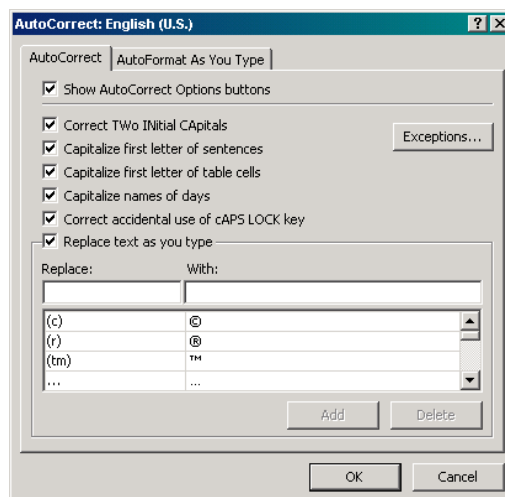 AutoCorrect: English (U.S.)
AutoCorrect AutoFormat As You Type
Show AutoCorrect Options buttons
Correct TWo INitial CApitals
Exceptions...
Capitalize first letter of sentences
Capitalize first letter of table cells
Capitalize names of days
Correct accidental use of cAPS LOCK key
Replace text as you type
Replace: With:
(c) ©
(r) ®
(tm) ™
... ...
Add Delete
OK Cancel